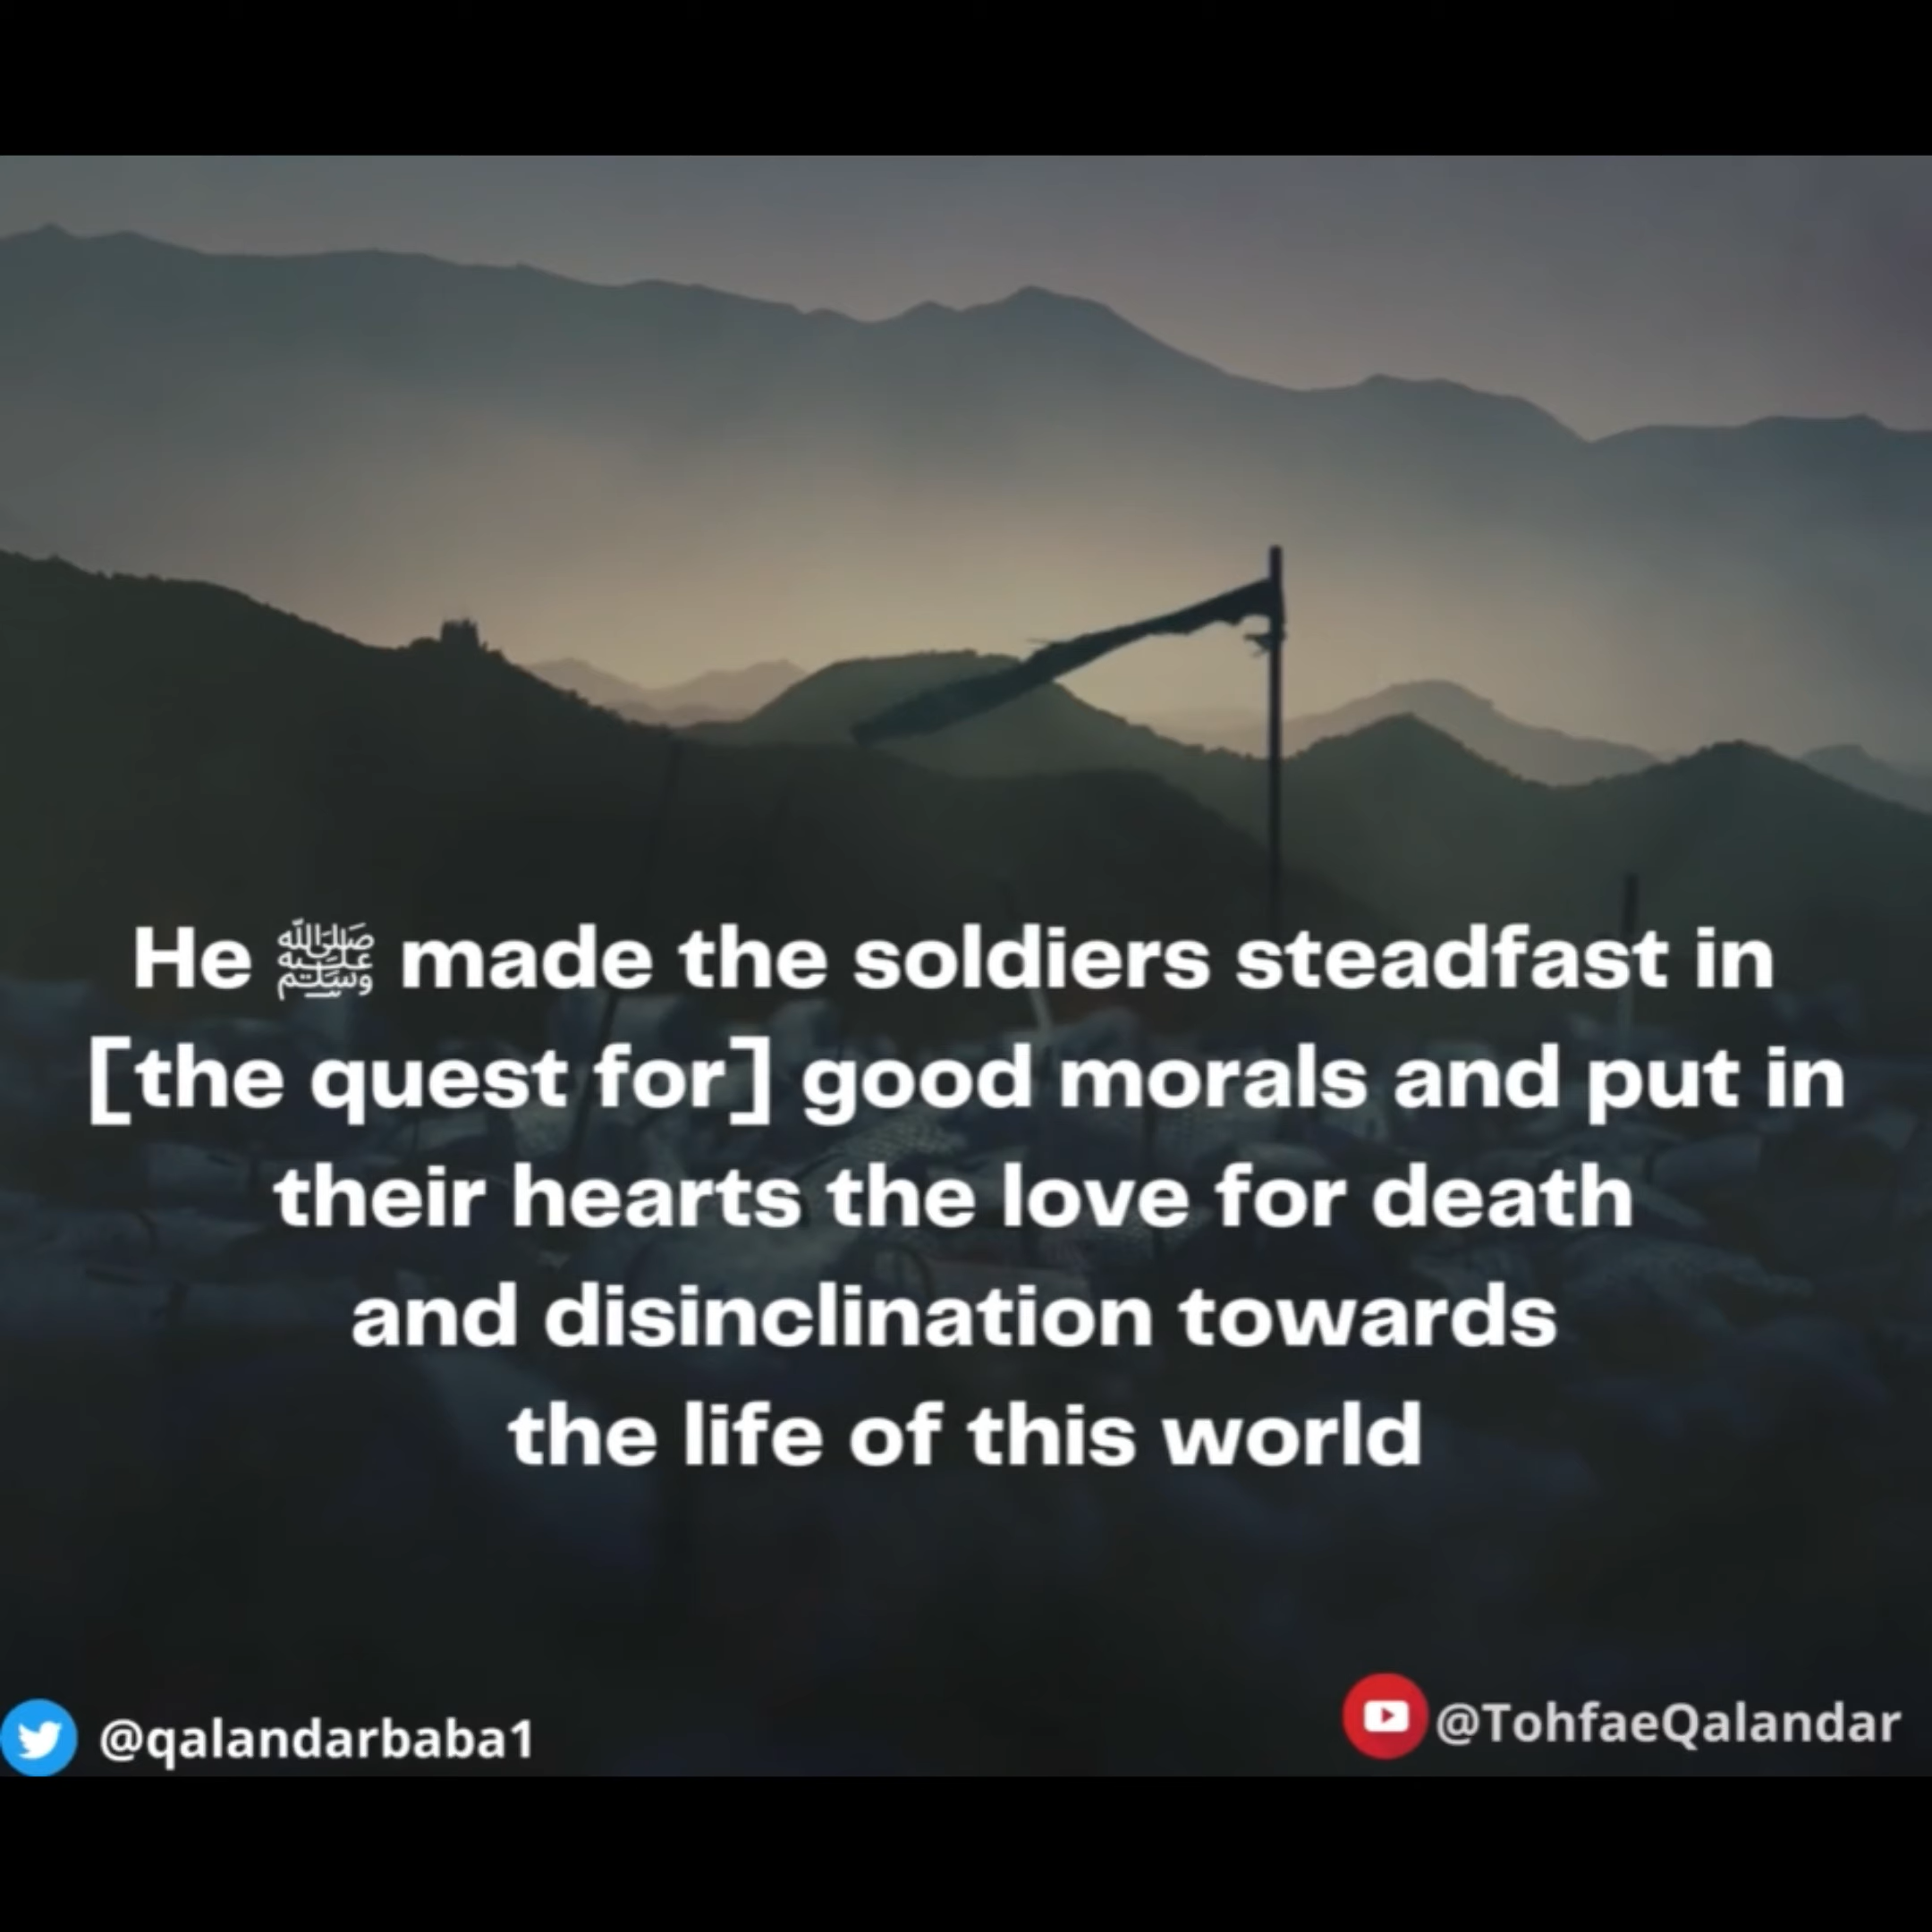 He ﷺ made the soldiers steadfast in
[the quest for] good morals and put in
their hearts the love for death
and disinclination towards
the life of this world
@qalandarbaba1
@TohfaeQalandar